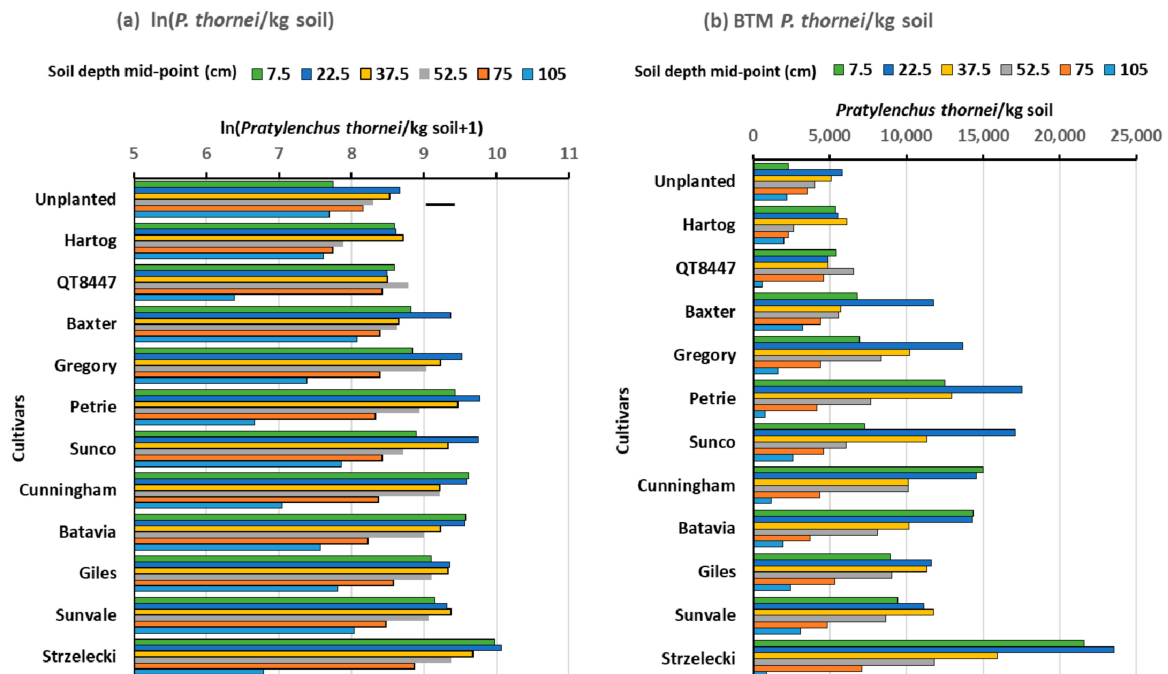 (a) ln(P. thornei/kg soil)
Soil depth mid-point (cm) 7.5 22.5 37.5 52.5 75 105
ln(Pratylenchus thornei/kg soil+1)
5 6 7 8 9 10 11
Cultivars
Unplanted
Hartog
QT8447
Baxter
Gregory
Petrie
Sunco
Cunningham
Batavia
Giles
Sunvale
Strzelecki
(b) BTM P. thornei/kg soil
Soil depth mid-point (cm) 7.5 22.5 37.5 52.5 75 105
Pratylenchus thornei/kg soil
0 5,000 10,000 15,000 20,000 25,000
Cultivars
Unplanted
Hartog
QT8447
Baxter
Gregory
Petrie
Sunco
Cunningham
Batavia
Giles
Sunvale
Strzelecki